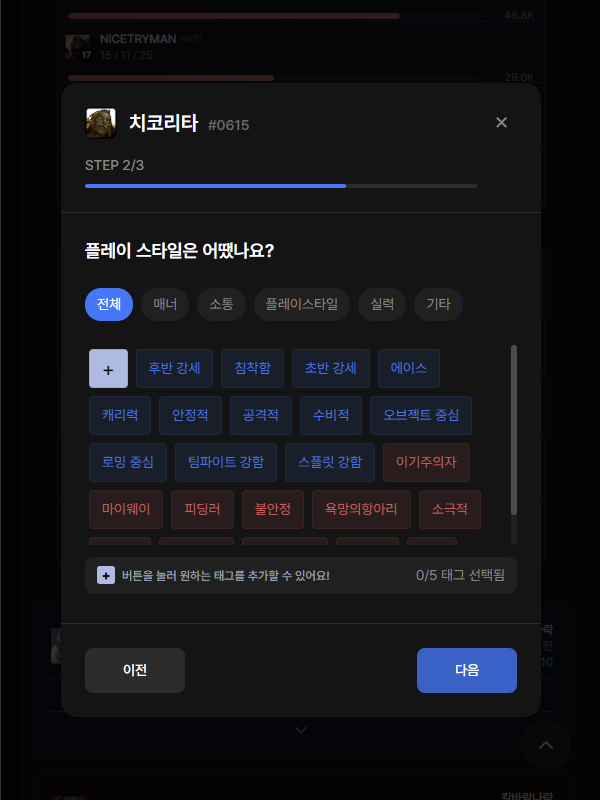 46.8K
NICETRYMAN #KR1
17
15 / 11 / 25
29.0K
치코리타 #0615
STEP 2/3
플레이 스타일은 어땠나요?
전체 매너 소통 플레이스타일 실력 기타
+ 후반 강세 침착함 초반 강세 에이스
캐리력 안정적 공격적 수비적 오브젝트 중심
로밍 중심 팀파이트 강함 스플릿 강함 이기주의자
마이웨이 피딩러 불안정 욕망의항아리 소극적
+ 버튼을 눌러 원하는 태그를 추가할 수 있어요! 0/5 태그 선택됨
이전 다음
락
전
10
칼바람나락